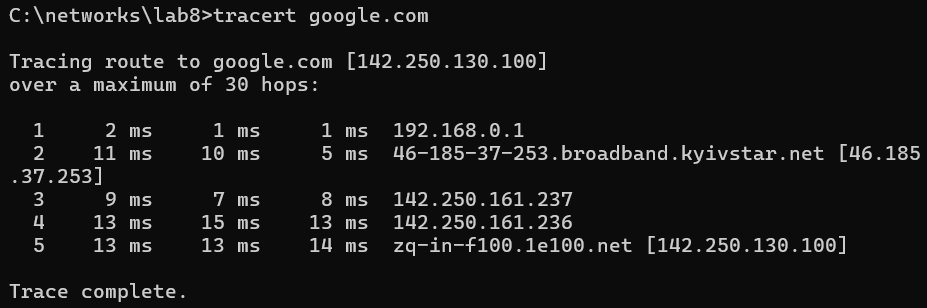 C:\networks\lab8>tracert google.com
Tracing route to google.com [142.250.130.100]
over a maximum of 30 hops:
1 2 ms 1 ms 1 ms 192.168.0.1
2 11 ms 10 ms 5 ms 46-185-37-253.broadband.kyivstar.net [46.185
.37.253]
3 9 ms 7 ms 8 ms 142.250.161.237
4 13 ms 15 ms 13 ms 142.250.161.236
5 13 ms 13 ms 14 ms zq-in-f100.1e100.net [142.250.130.100]
Trace complete.